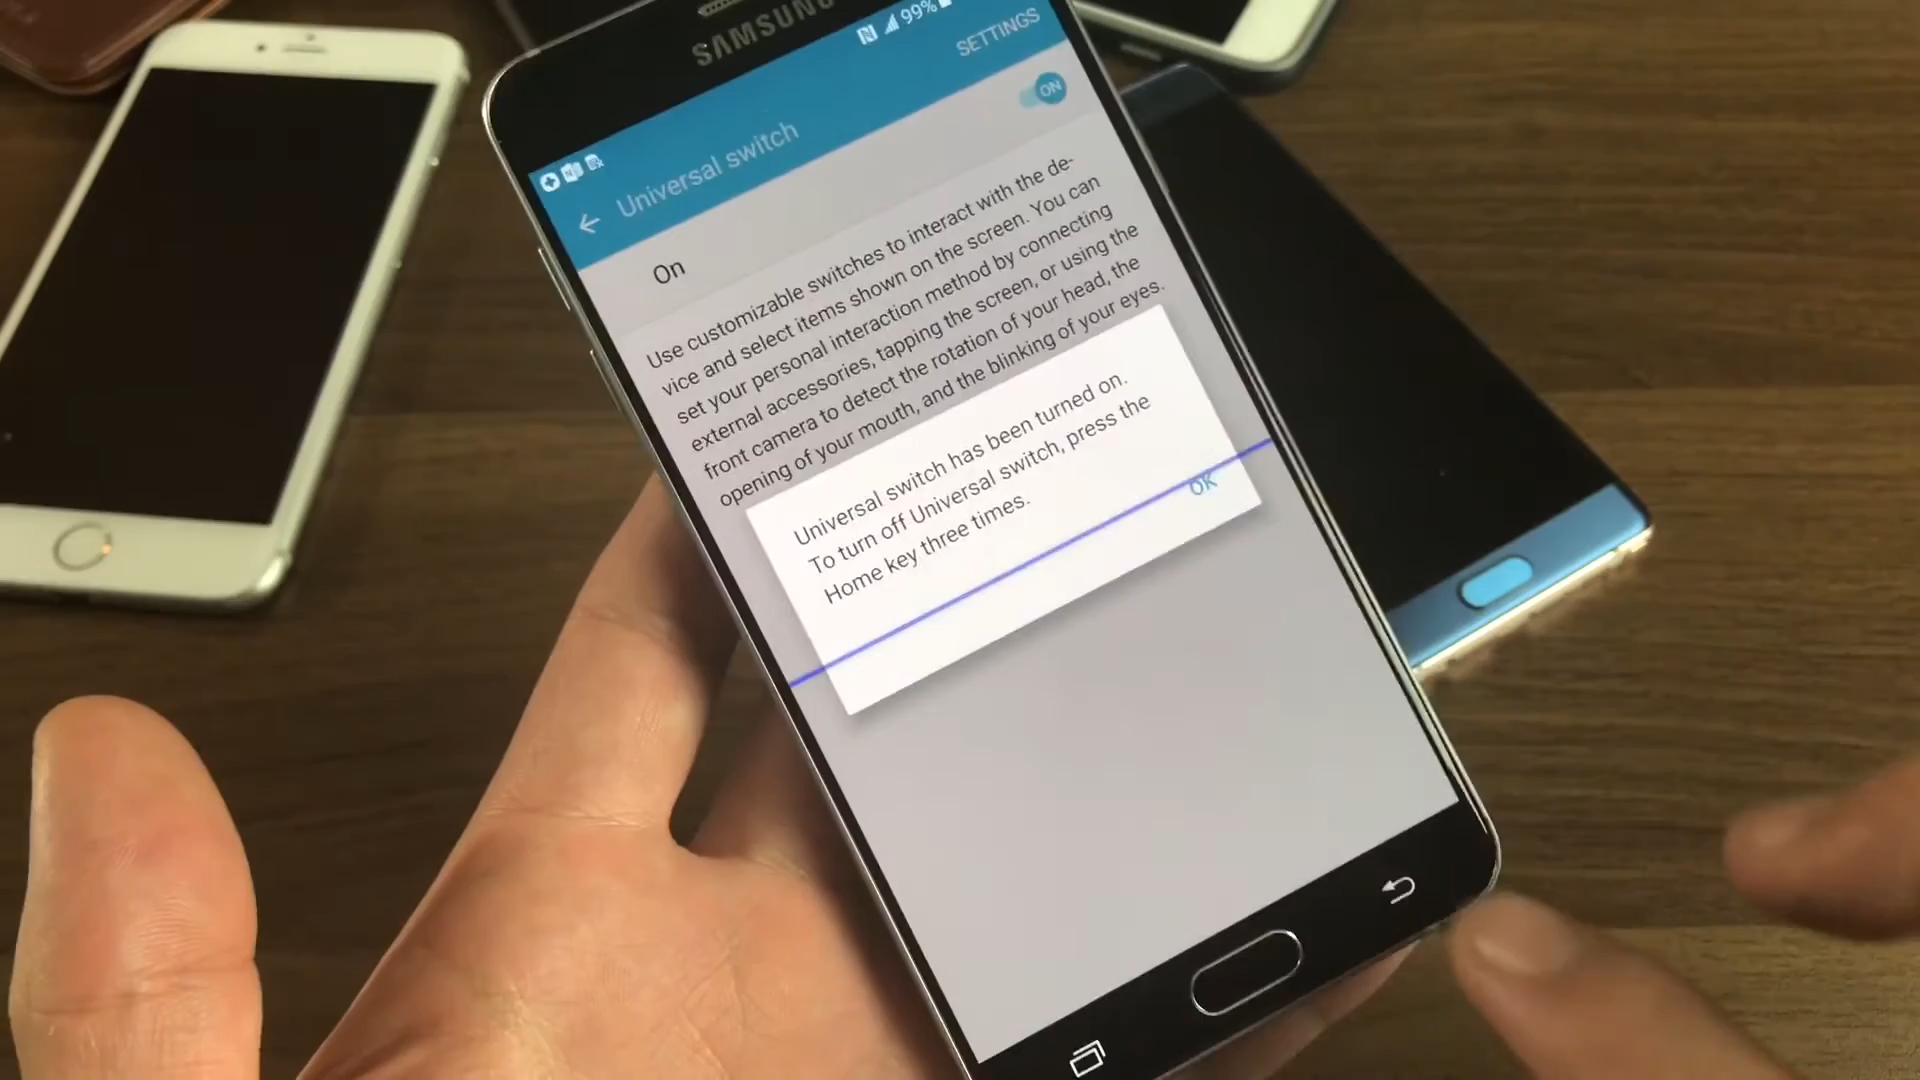 SAMSUNG
99%
SETTINGS
Universal switch
ON
On
Use customizable switches to interact with the de-
vice and select items shown on the screen. You can
set your personal interaction method by connecting
external accessories, tapping the screen, or using the
front camera to detect the rotation of your head, the
opening of your mouth, and the blinking of your eyes.
Universal switch has been turned on.
To turn off Universal switch, press the
Home key three times.
OK